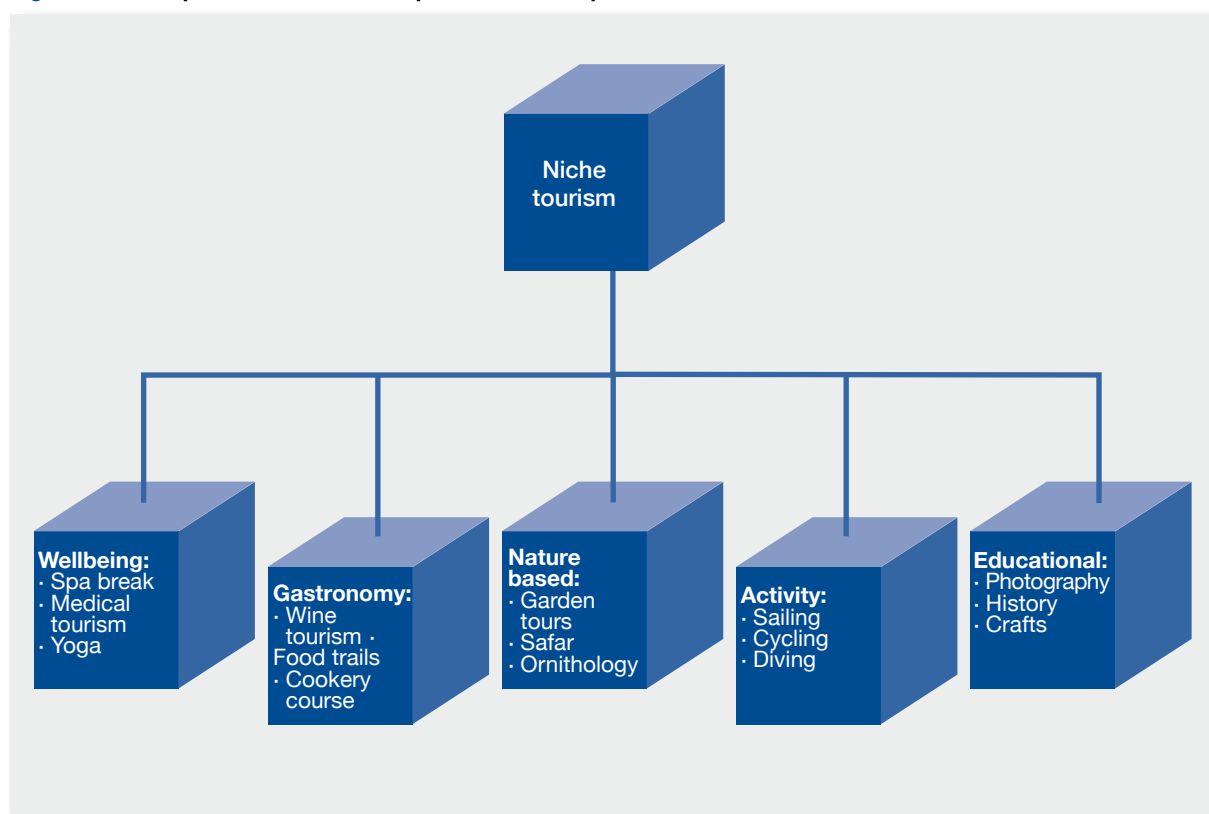 Niche
tourism
Wellbeing:
· Spa break
· Medical
tourism
· Yoga
Gastronomy:
· Wine
tourism ·
Food trails
· Cookery
course
Nature
based:
· Garden
tours
· Safar
· Ornithology
Activity:
· Sailing
· Cycling
· Diving
Educational:
· Photography
· History
· Crafts